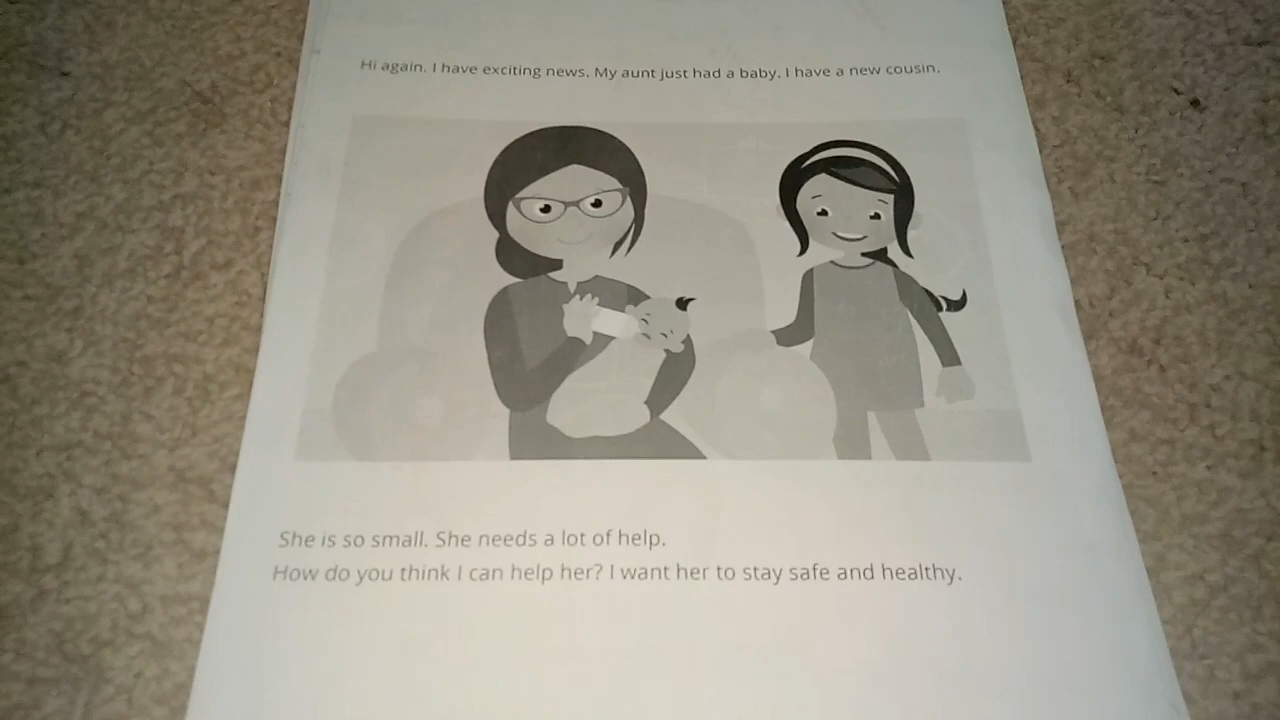 Hi again. I have exciting news. My aunt just had a baby. I have a new cousin.
She is so small. She needs a lot of help.
How do you think I can help her? I want her to stay safe and healthy.